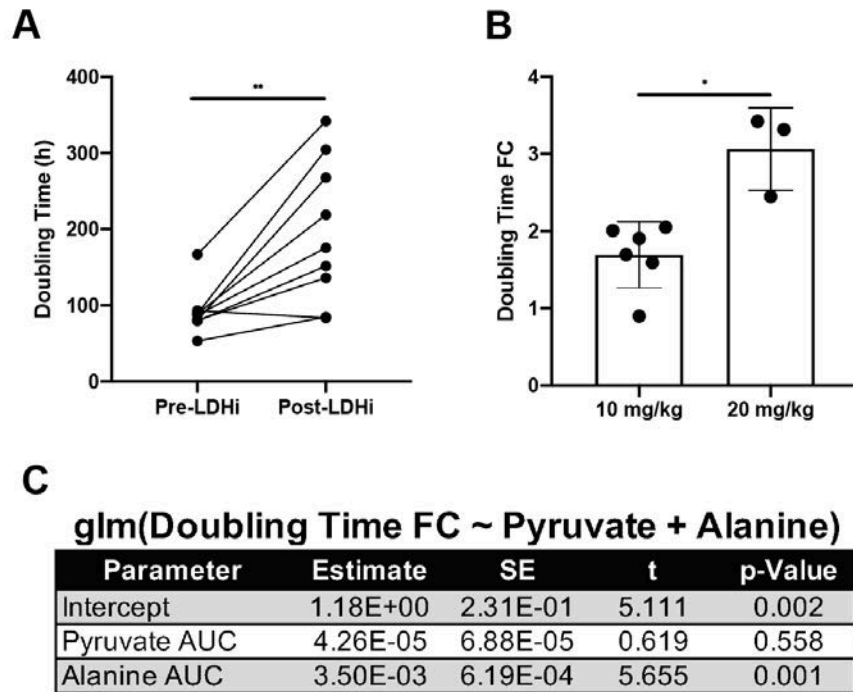 A
400
300
200
100
0
Doubling Time (h)
**
Pre-LDHi Post-LDHi
B
4
3
2
1
0
Doubling Time FC
*
10 mg/kg 20 mg/kg
C
glm(Doubling Time FC ~ Pyruvate + Alanine)
Parameter Estimate SE t p-Value
Intercept 1.18E+00 2.31E-01 5.111 0.002
Pyruvate AUC 4.26E-05 6.88E-05 0.619 0.558
Alanine AUC 3.50E-03 6.19E-04 5.655 0.001